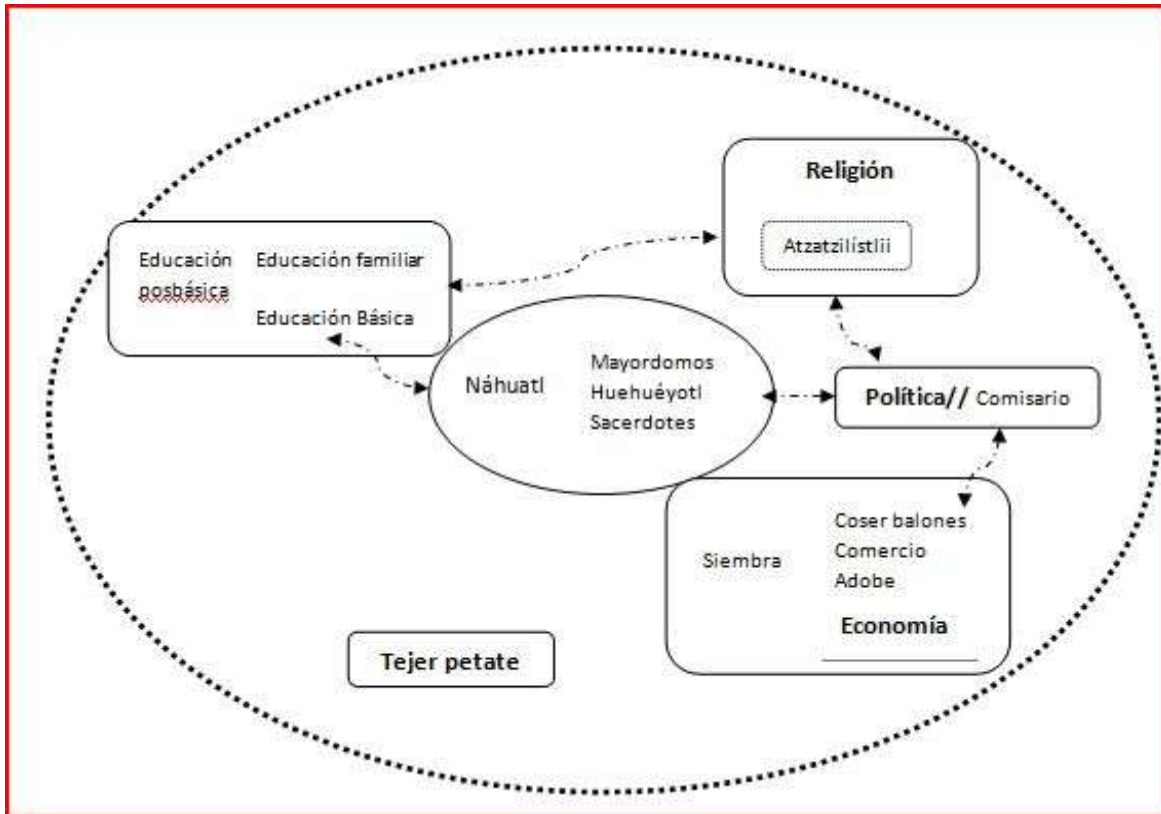 Religión
Atzatzilístlii
Educación
posbásica
Educación familiar
Educación Básica
Náhuatl
Mayordomos
Huehuéyotl
Sacerdotes
Política// Comisario
Siembra
Coser balones
Comercio
Adobe
Economía
Tejer petate